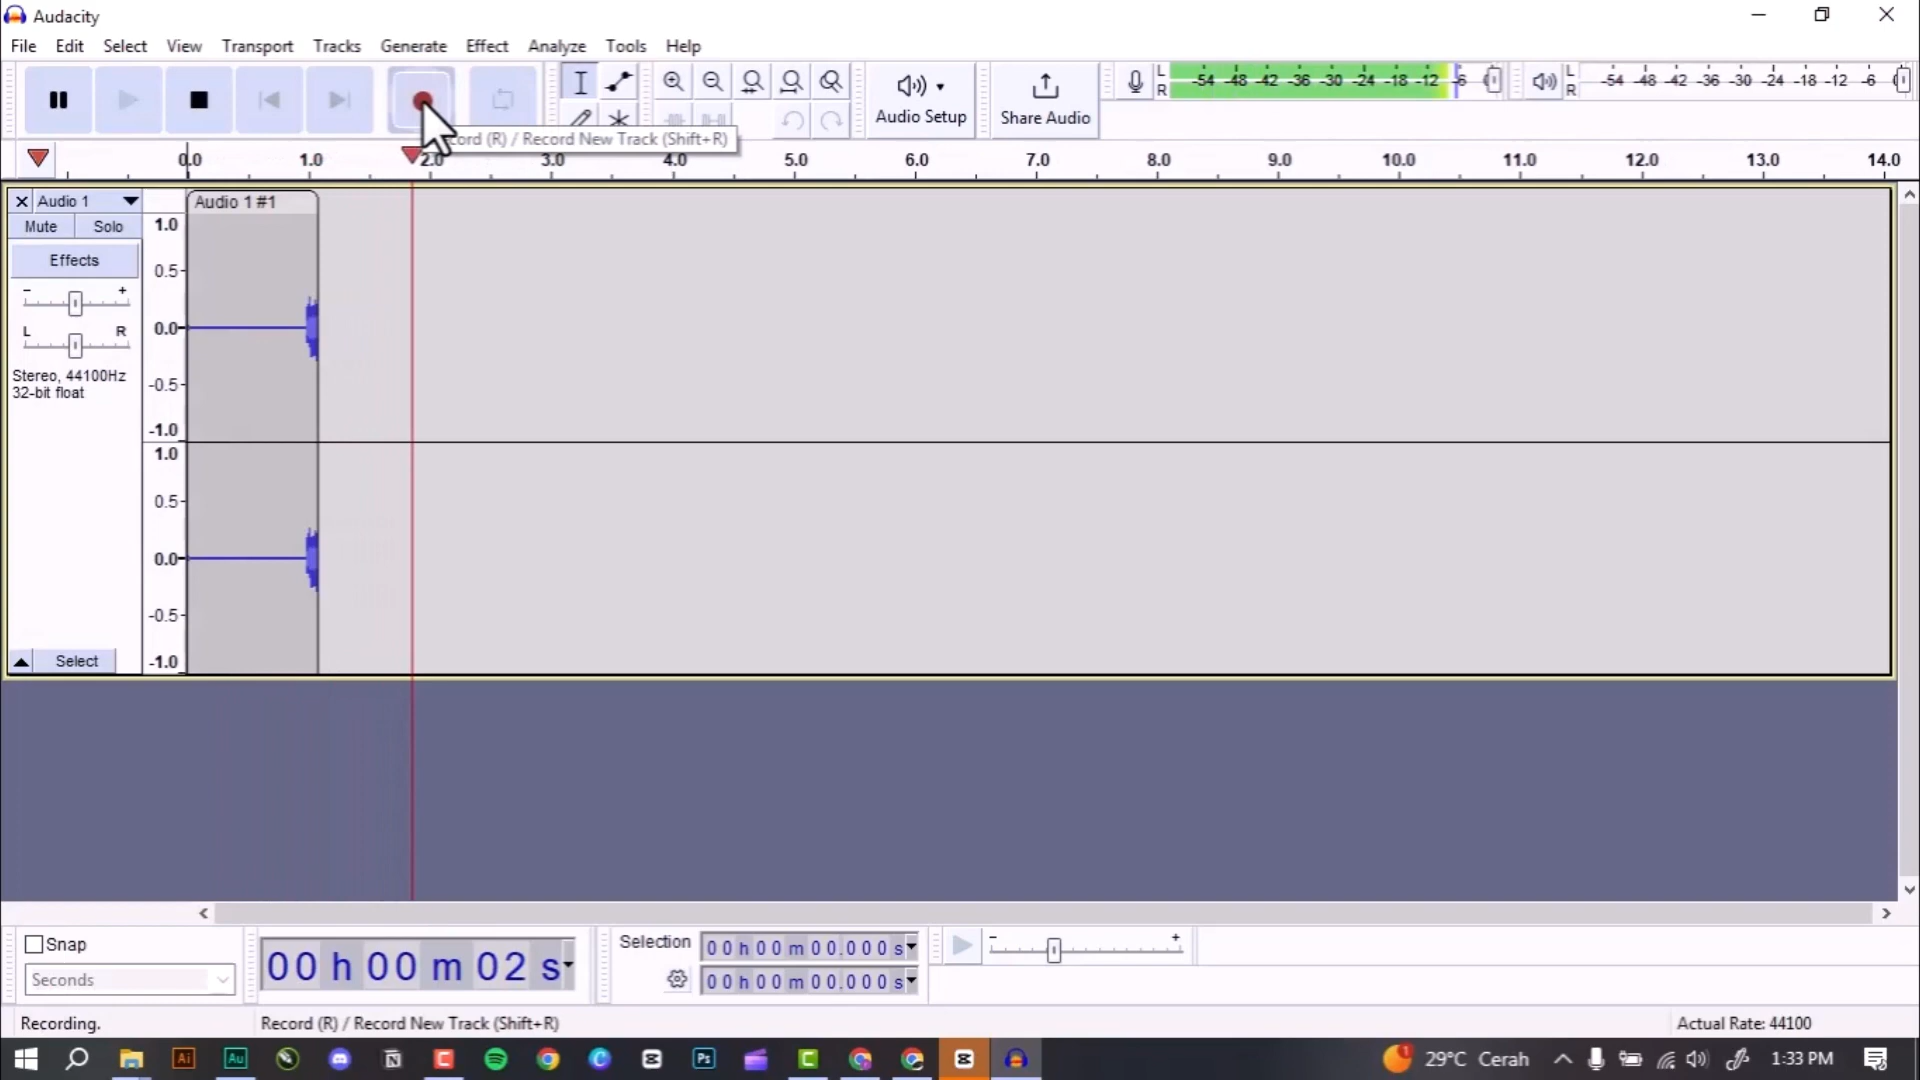 Audacity
File Edit Select View Transport Tracks Generate Effect Analyze Tools Help
L
R
-54 -48 -42 -36 -30 -24 -18 -12 -6
L
R
-54 -48 -42 -36 -30 -24 -18 -12 -6
Audio Setup
Share Audio
cord (R) / Record New Track (Shift+R)
0.0 1.0 2.0 3.0 4.0 5.0 6.0 7.0 8.0 9.0 10.0 11.0 12.0 13.0 14.0
Audio 1
Audio 1 #1
Mute Solo
Effects
- +
L R
Stereo, 44100Hz
32-bit float
Select
1.0
0.5
0.0
-0.5
-1.0
1.0
0.5
0.0
-0.5
-1.0
Snap
Seconds
00 h 00 m 02 s
Selection
00 h 00 m 00.000 s
00 h 00 m 00.000 s
- +
Recording.
Record (R) / Record New Track (Shift+R)
Actual Rate: 44100
Ai
Au
N
C
Ps
C
1
29°C Cerah
1:33 PM